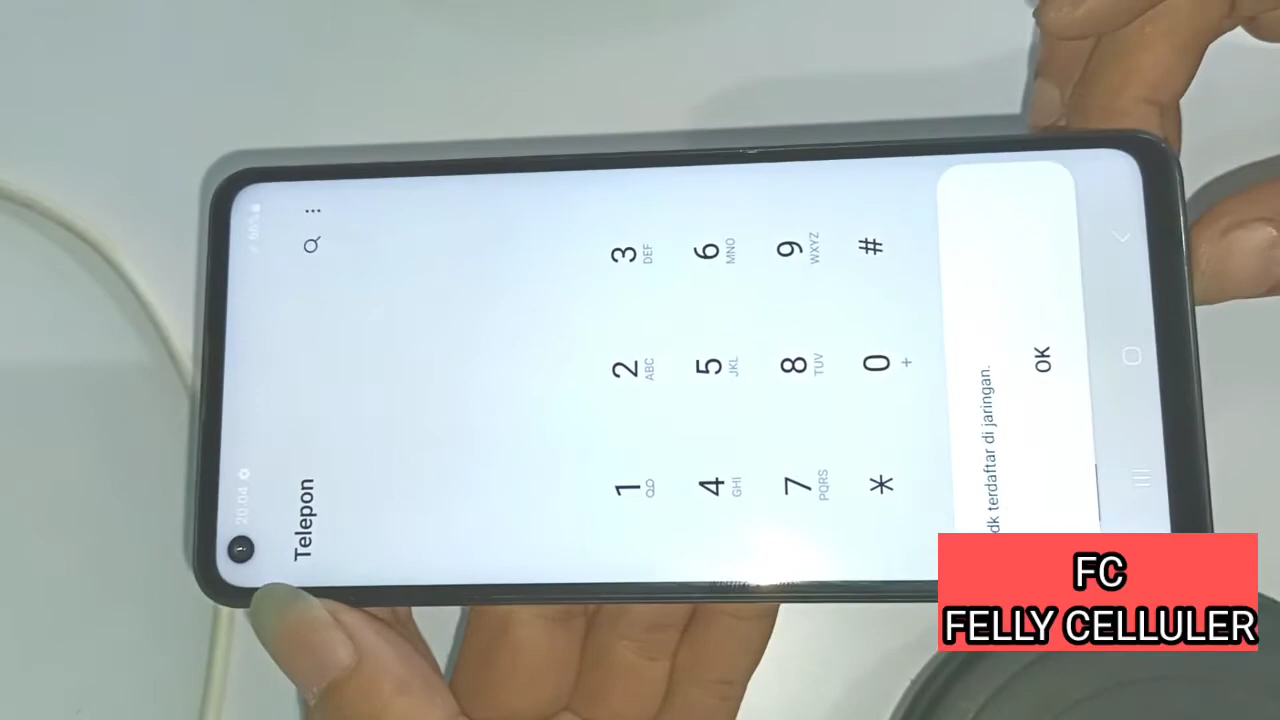 20:04
66%
Telepon
1
2 ABC
3 DEF
4 GHI
5 JKL
6 MNO
7 PQRS
8 TUV
9 WXYZ
*
0 +
#
dk terdaftar di jaringan.
OK
FC
FELLY CELLULER